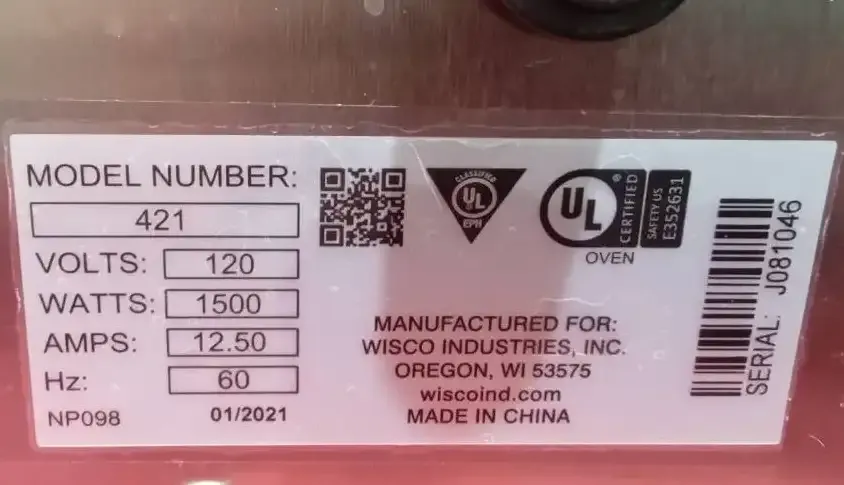 MODEL NUMBER:
421
VOLTS: 120
WATTS: 1500
AMPS: 12.50
Hz: 60
NP098 01/2021
CLASSIFIED
UL
EPH
UL ®
CERTIFIED
SAFETY US
E352631
OVEN
MANUFACTURED FOR:
WISCO INDUSTRIES, INC.
OREGON, WI 53575
wiscoind.com
MADE IN CHINA
SERIAL: J081046